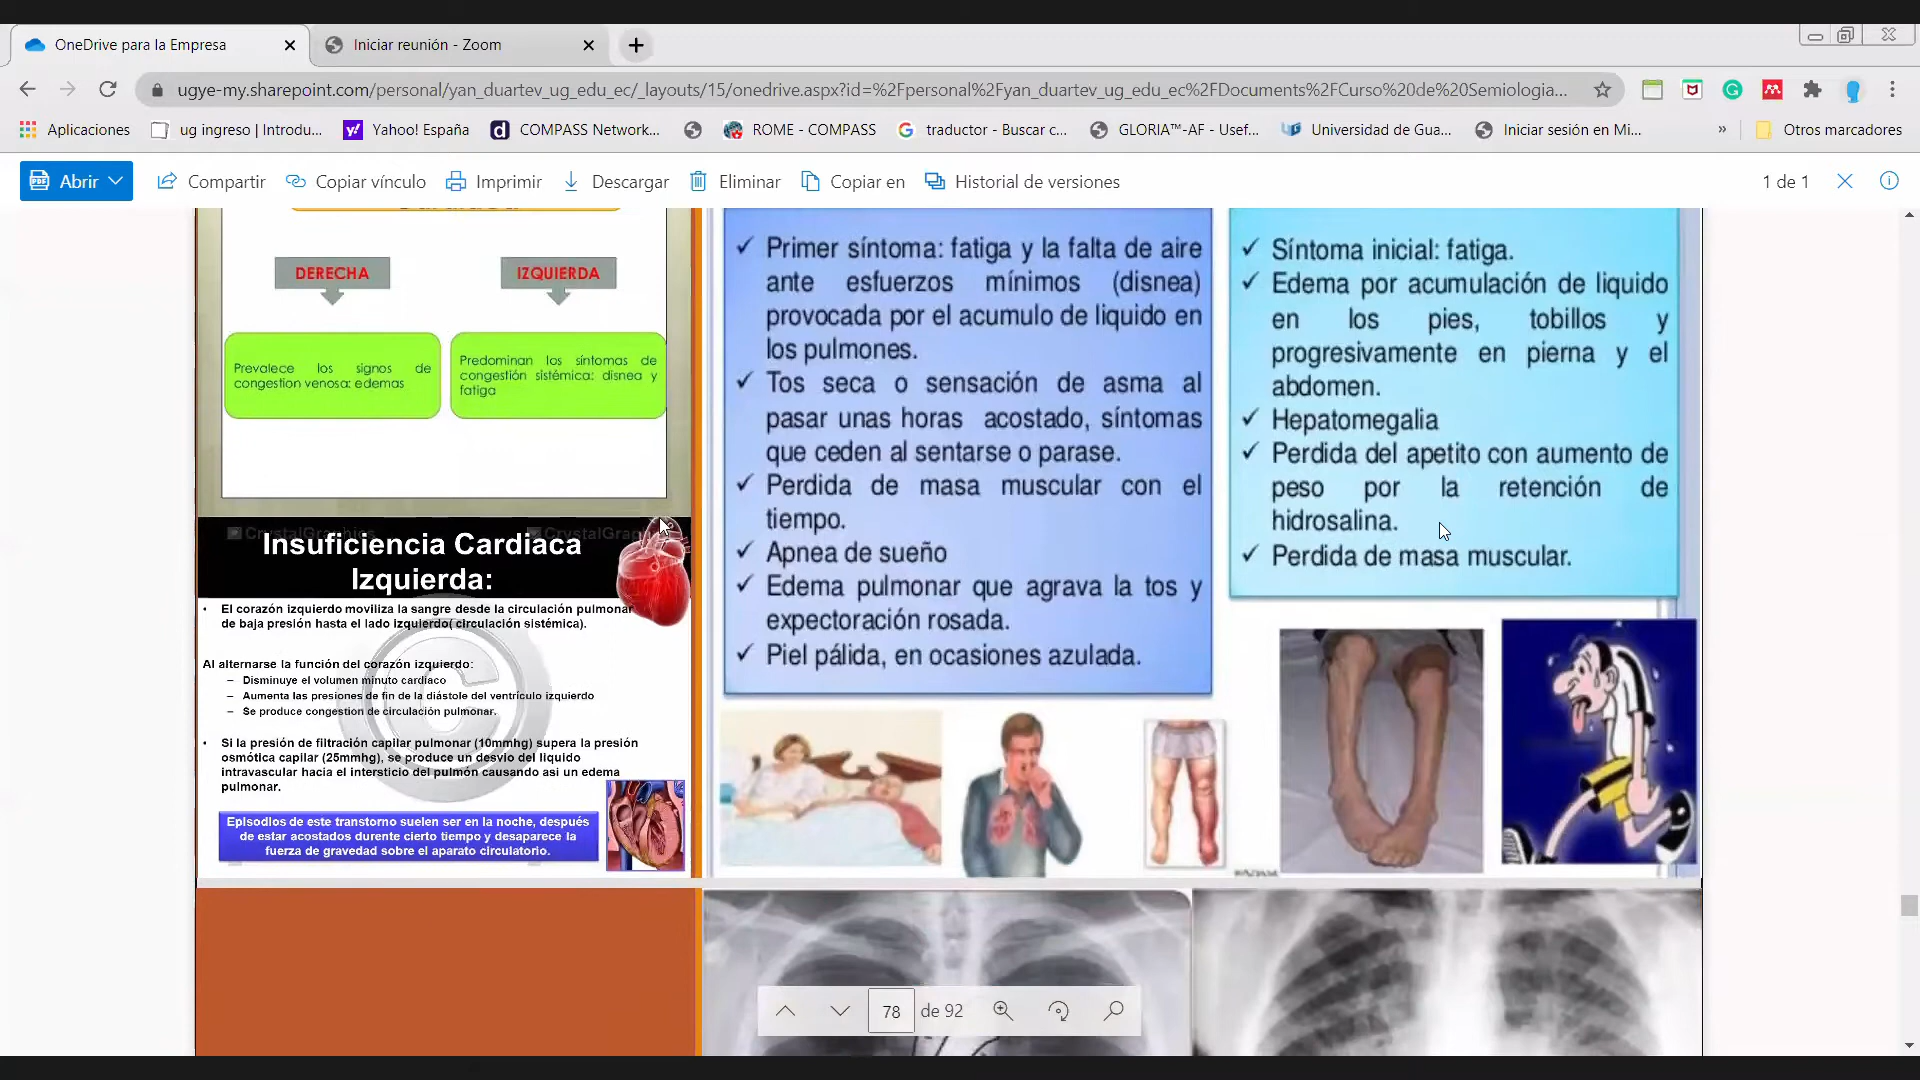 OneDrive para la Empresa
Iniciar reunión - Zoom
ugye-my.sharepoint.com/personal/yan_duartev_ug_edu_ec/_layouts/15/onedrive.aspx?id=%2Fpersonal%2Fyan_duartev_ug_edu_ec%2FDocuments%2FCurso%20de%20Semiologia...
Aplicaciones
ug ingreso | Introdu...
Yahoo! España
COMPASS Network...
ROME - COMPASS
traductor - Buscar c...
GLORIA™-AF - Usef...
Universidad de Gua...
Iniciar sesión en Mi...
»
Otros marcadores
Abrir
Compartir
Copiar vínculo
Imprimir
Descargar
Eliminar
Copiar en
Historial de versiones
1 de 1
DERECHA
IZQUIERDA
Prevalece los signos de
congestion venosa: edemas
Predominan los síntomas de
congestión sistémica: disnea y
fatiga
CrystalGraphics
Insuficiencia Cardiaca
Izquierda:
• El corazón izquierdo moviliza la sangre desde la circulación pulmonar
de baja presión hasta el lado izquierdo( circulación sistémica).
Al alternarse la función del corazón izquierdo:
– Disminuye el volumen minuto cardiaco
– Aumenta las presiones de fin de la diástole del ventrículo izquierdo
– Se produce congestion de circulación pulmonar.
• Si la presión de filtración capilar pulmonar (10mmhg) supera la presión
osmótica capilar (25mmhg), se produce un desvio del liquido
intravascular hacia el intersticio del pulmón causando asi un edema
pulmonar.
Episodios de este transtorno suelen ser en la noche, después
de estar acostados durente cierto tiempo y desaparece la
fuerza de gravedad sobre el aparato circulatorio.
✓ Primer síntoma: fatiga y la falta de aire
ante esfuerzos mínimos (disnea)
provocada por el acumulo de liquido en
los pulmones.
✓ Tos seca o sensación de asma al
pasar unas horas acostado, síntomas
que ceden al sentarse o parase.
✓ Perdida de masa muscular con el
tiempo.
✓ Apnea de sueño
✓ Edema pulmonar que agrava la tos y
expectoración rosada.
✓ Piel pálida, en ocasiones azulada.
✓ Síntoma inicial: fatiga.
✓ Edema por acumulación de liquido
en los pies, tobillos y
progresivamente en pierna y el
abdomen.
✓ Hepatomegalia
✓ Perdida del apetito con aumento de
peso por la retención de
hidrosalina.
✓ Perdida de masa muscular.
78 de 92